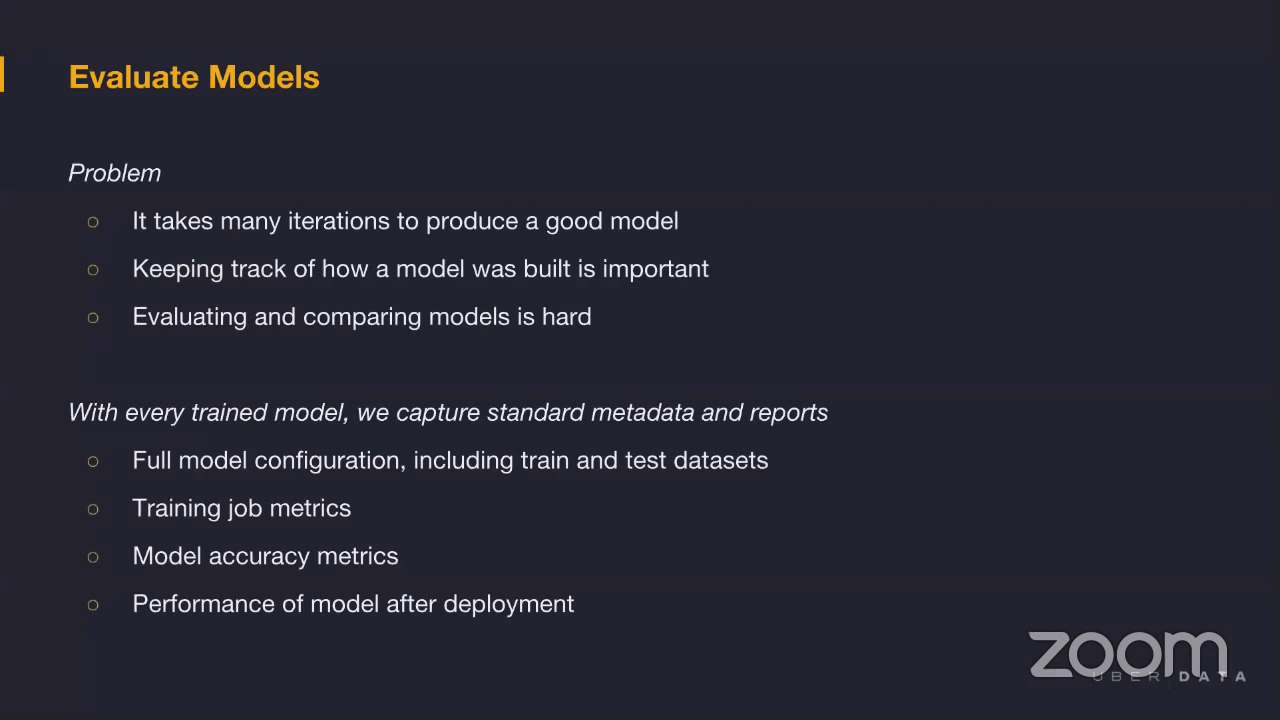 Evaluate Models
Problem
○ It takes many iterations to produce a good model
○ Keeping track of how a model was built is important
○ Evaluating and comparing models is hard
With every trained model, we capture standard metadata and reports
○ Full model configuration, including train and test datasets
○ Training job metrics
○ Model accuracy metrics
○ Performance of model after deployment
zoom
UBER DATA